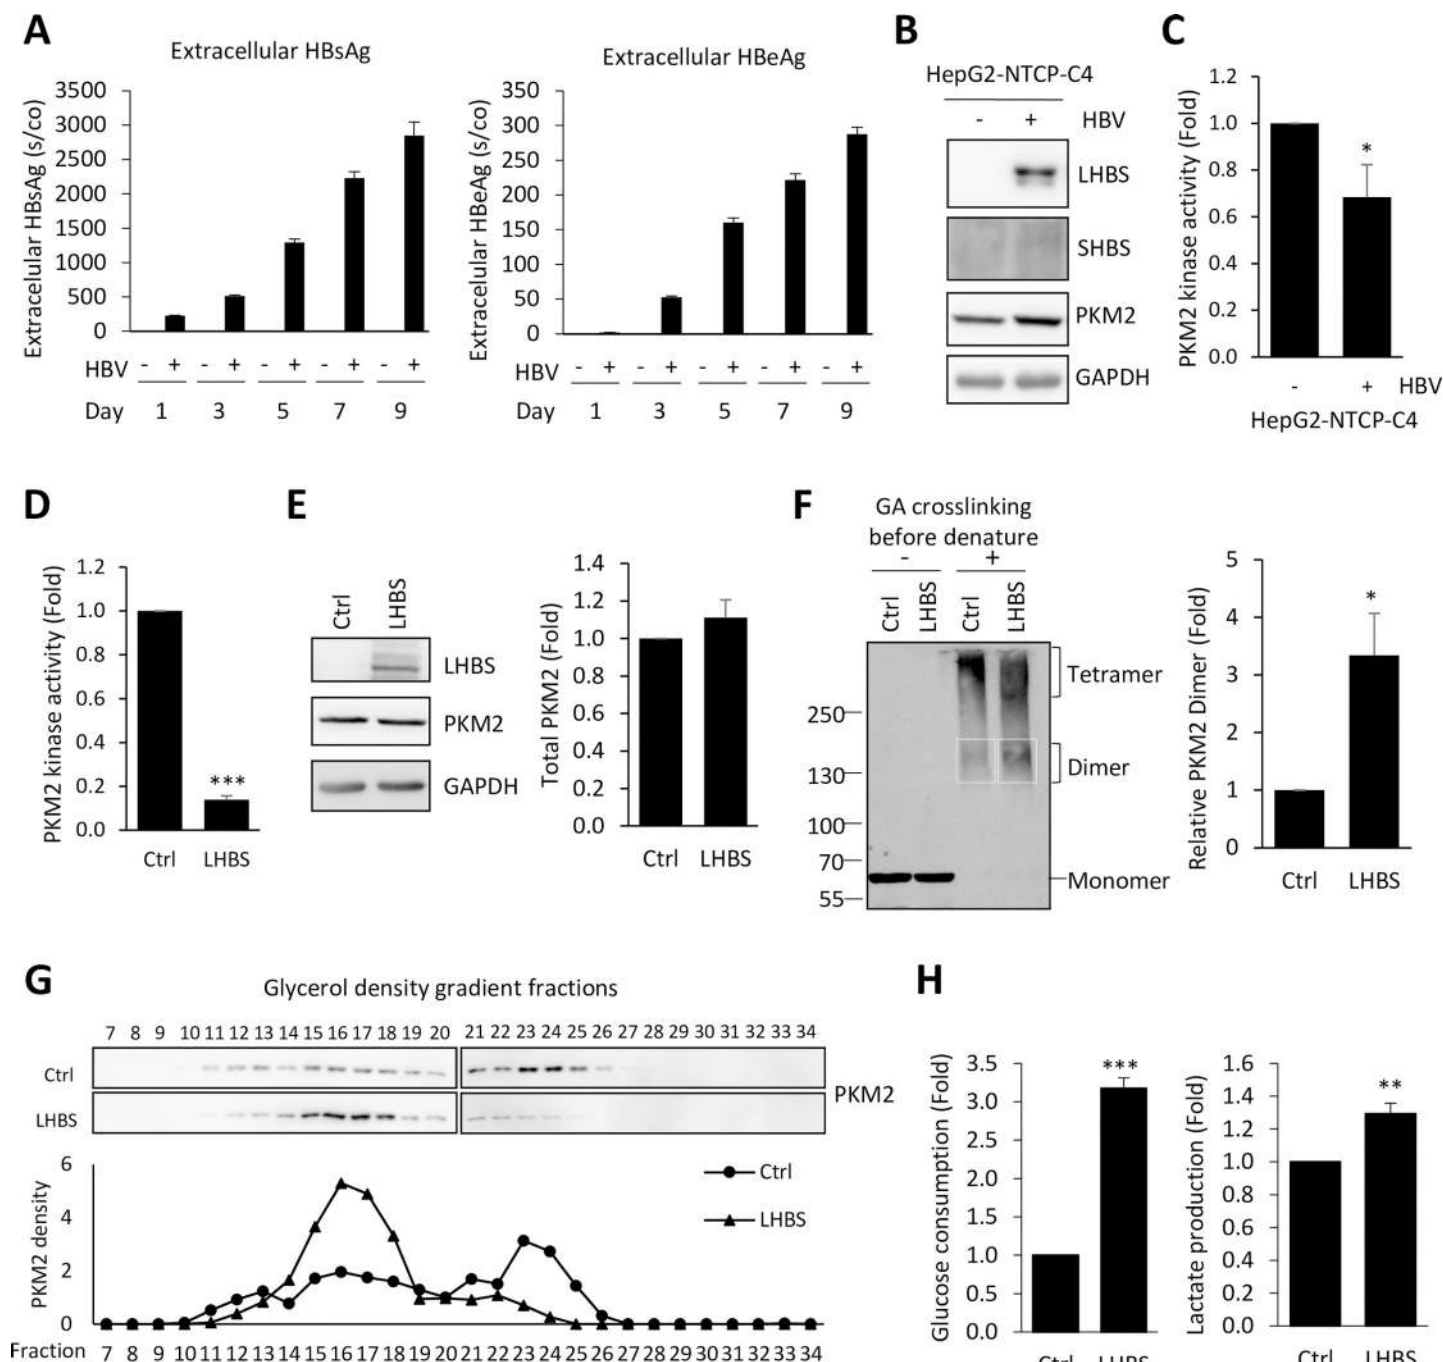 A
Extracellular HBsAg
Extracelular HBsAg (s/co)
3500
3000
2500
2000
1500
1000
500
0
HBV - + - + - + - + - +
Day 1 3 5 7 9
Extracellular HBeAg
Extracelular HBeAg (s/co)
350
300
250
200
150
100
50
0
HBV - + - + - + - + - +
Day 1 3 5 7 9
B
HepG2-NTCP-C4
- + HBV
LHBS
SHBS
PKM2
GAPDH
C
PKM2 kinase activity (Fold)
1.2
1.0
0.8
0.6
0.4
0.2
0.0
*
- + HBV
HepG2-NTCP-C4
D
PKM2 kinase activity (Fold)
1.2
1.0
0.8
0.6
0.4
0.2
0.0
***
Ctrl LHBS
E
Ctrl LHBS
LHBS
PKM2
GAPDH
Total PKM2 (Fold)
1.4
1.2
1.0
0.8
0.6
0.4
0.2
0.0
Ctrl LHBS
F
GA crosslinking
before denature
- +
Ctrl LHBS Ctrl LHBS
250
130
100
70
55
Tetramer
Dimer
Monomer
Relative PKM2 Dimer (Fold)
5
4
3
2
1
0
*
Ctrl LHBS
G
Glycerol density gradient fractions
7 8 9 10 11 12 13 14 15 16 17 18 19 20 21 22 23 24 25 26 27 28 29 30 31 32 33 34
Ctrl
LHBS
PKM2
PKM2 density
6
4
2
0
Ctrl
LHBS
Fraction 7 8 9 10 11 12 13 14 15 16 17 18 19 20 21 22 23 24 25 26 27 28 29 30 31 32 33 34
H
Glucose consumption (Fold)
3.5
3.0
2.5
2.0
1.5
1.0
0.5
0.0
***
Ctrl LHBS
Lactate production (Fold)
1.6
1.4
1.2
1.0
0.8
0.6
0.4
0.2
0.0
**
Ctrl LHBS